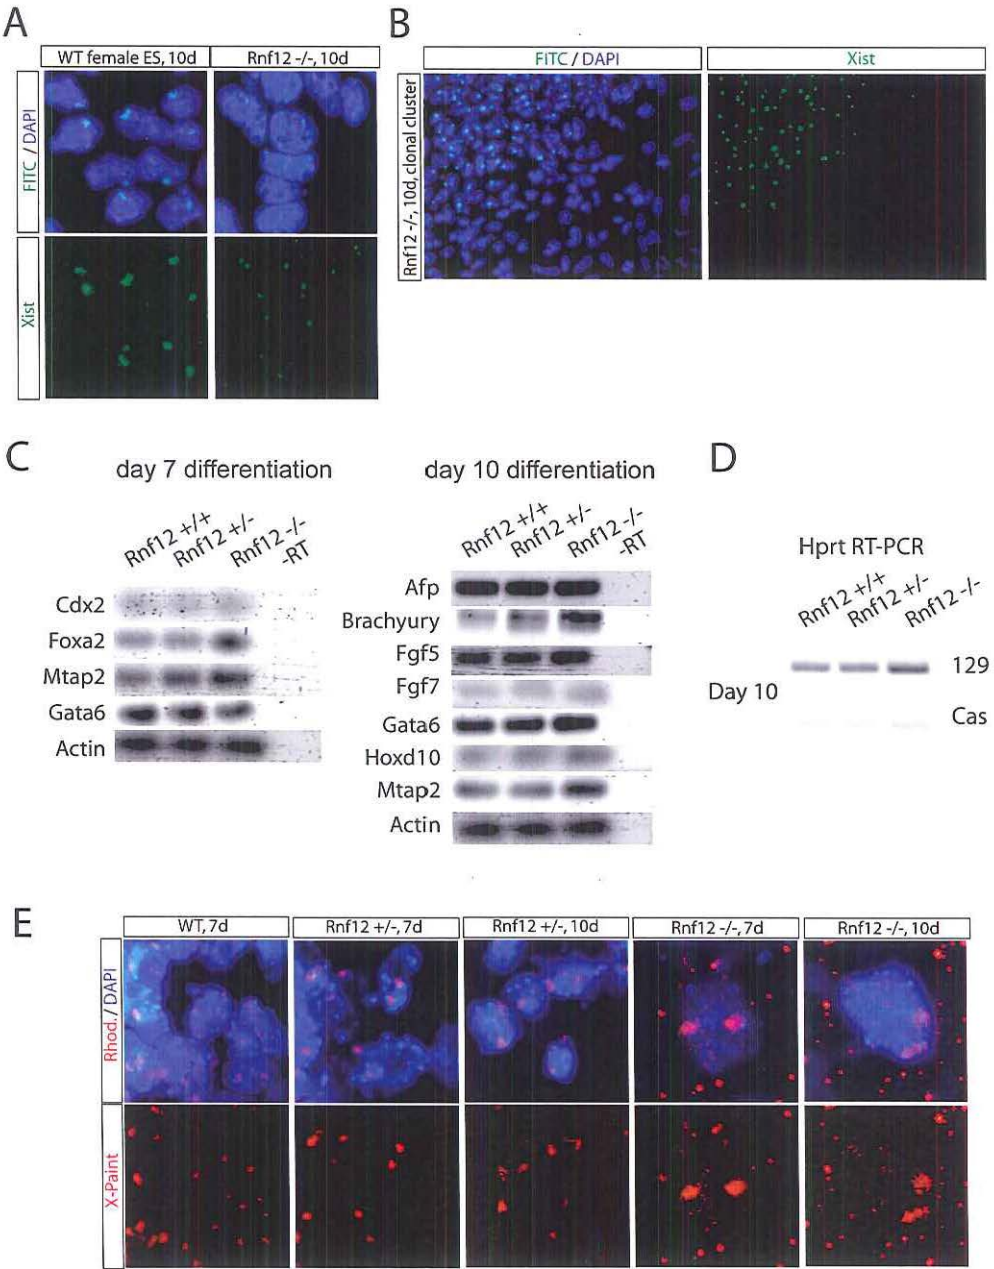 A
WT female ES, 10d
Rnf12 -/-, 10d
FITC / DAPI
Xist
B
FITC / DAPI
Xist
Rnf12 -/-, 10d, clonal cluster
C
day 7 differentiation
Rnf12 +/+
Rnf12 +/-
Rnf12 -/-
-RT
Cdx2
Foxa2
Mtap2
Gata6
Actin
day 10 differentiation
Rnf12 +/+
Rnf12 +/-
Rnf12 -/-
-RT
Afp
Brachyury
Fgf5
Fgf7
Gata6
Hoxd10
Mtap2
Actin
D
Hprt RT-PCR
Rnf12 +/+
Rnf12 +/-
Rnf12 -/-
129
Day 10
Cas
E
WT, 7d
Rnf12 +/-, 7d
Rnf12 +/-, 10d
Rnf12 -/-, 7d
Rnf12 -/-, 10d
Rhod. / DAPI
X-Paint